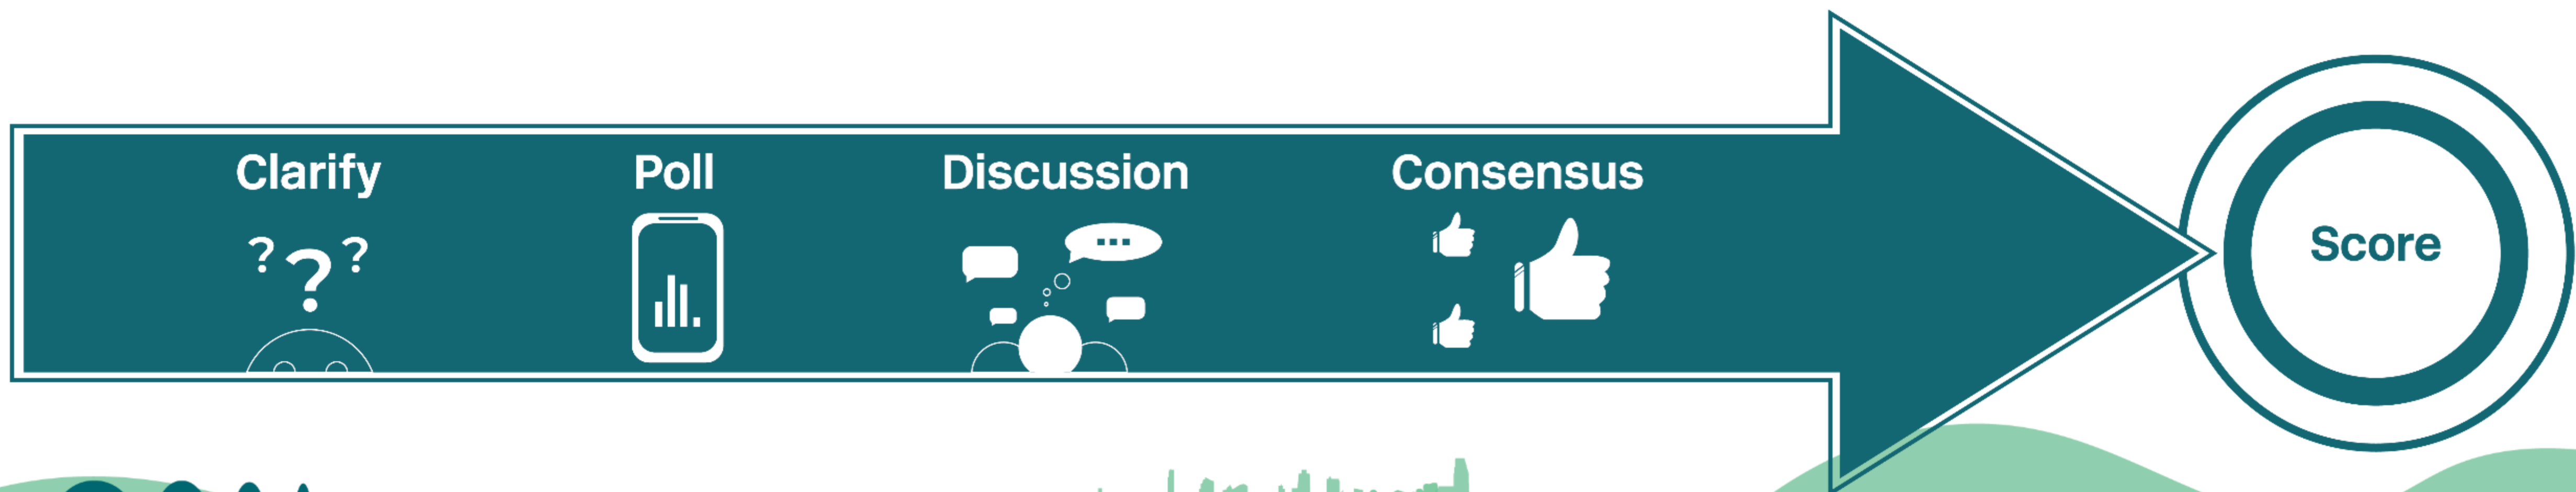 Clarify
Poll
Discussion
Consensus
Score
? ? ?